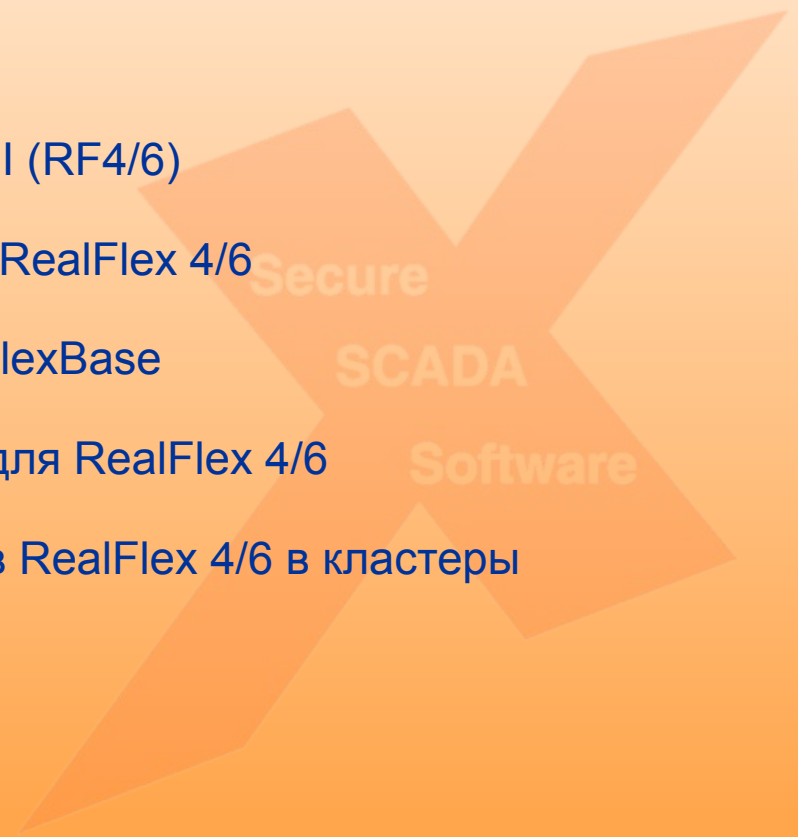 I (RF4/6)
RealFlex 4/6
Secure
lexBase
SCADA
для RealFlex 4/6
Software
в RealFlex 4/6 в кластеры